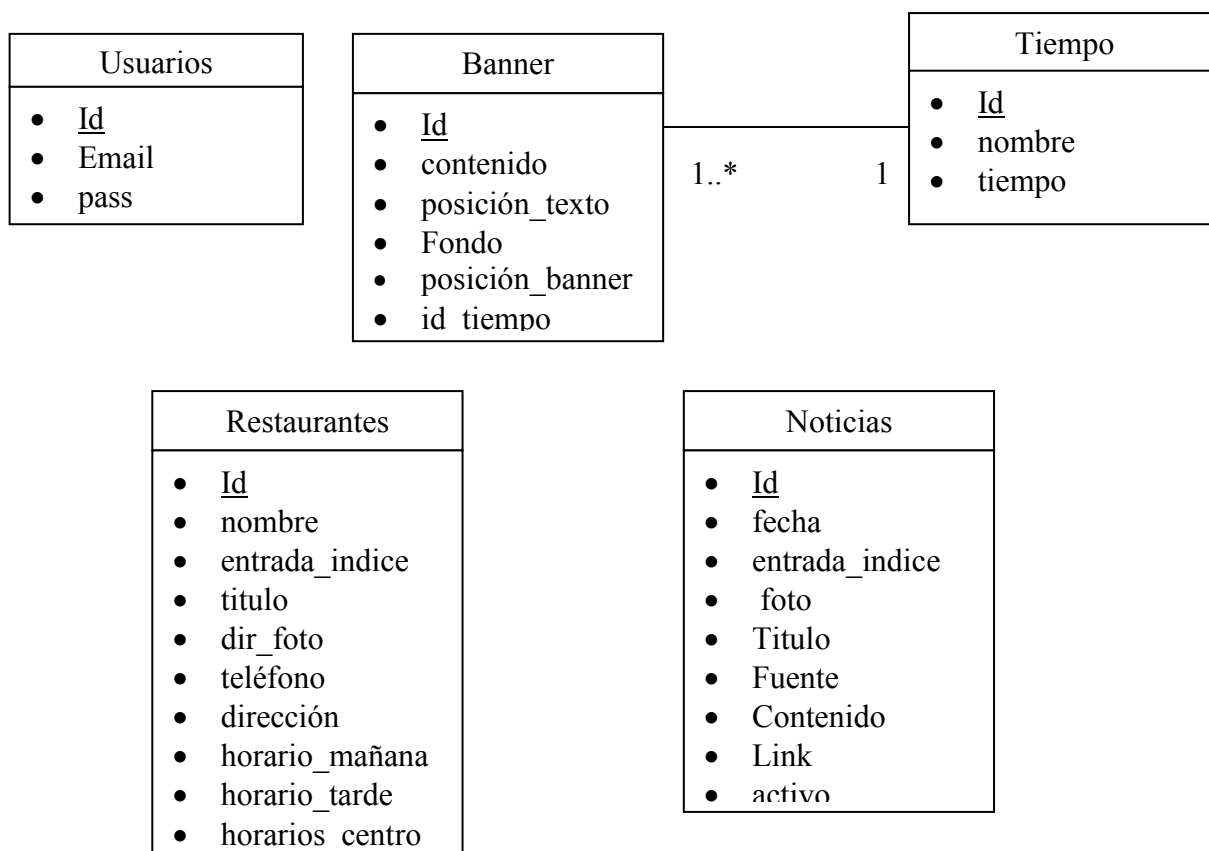 Usuarios
• Id
• Email
• pass
Banner
• Id
• contenido
• posición_texto
• Fondo
• posición_banner
• id_tiempo
1..* 1
Tiempo
• Id
• nombre
• tiempo
Restaurantes
• Id
• nombre
• entrada_indice
• titulo
• dir_foto
• teléfono
• dirección
• horario_mañana
• horario_tarde
• horarios_centro
Noticias
• Id
• fecha
• entrada_indice
• foto
• Titulo
• Fuente
• Contenido
• Link
• activo